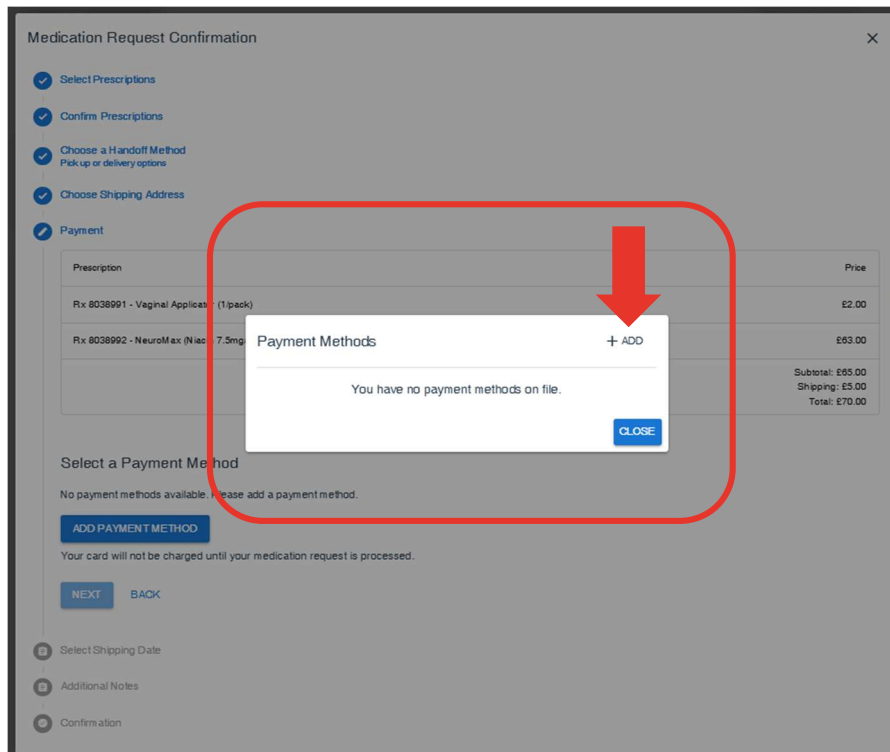 Medication Request Confirmation
Select Prescriptions
Confirm Prescriptions
Choose a Handoff Method
Pick up or delivery options
Choose Shipping Address
Payment
Prescription Price
Rx 8038991 - Vaginal Applicator (1/pack) £2.00
Rx 8038992 - NeuroMax (Niacin 7.5mg £63.00
Subtotal: £65.00
Shipping: £5.00
Total: £70.00
Payment Methods + ADD
You have no payment methods on file.
CLOSE
Select a Payment Method
No payment methods available. Please add a payment method.
ADD PAYMENT METHOD
Your card will not be charged until your medication request is processed.
NEXT BACK
Select Shipping Date
Additional Notes
Confirmation